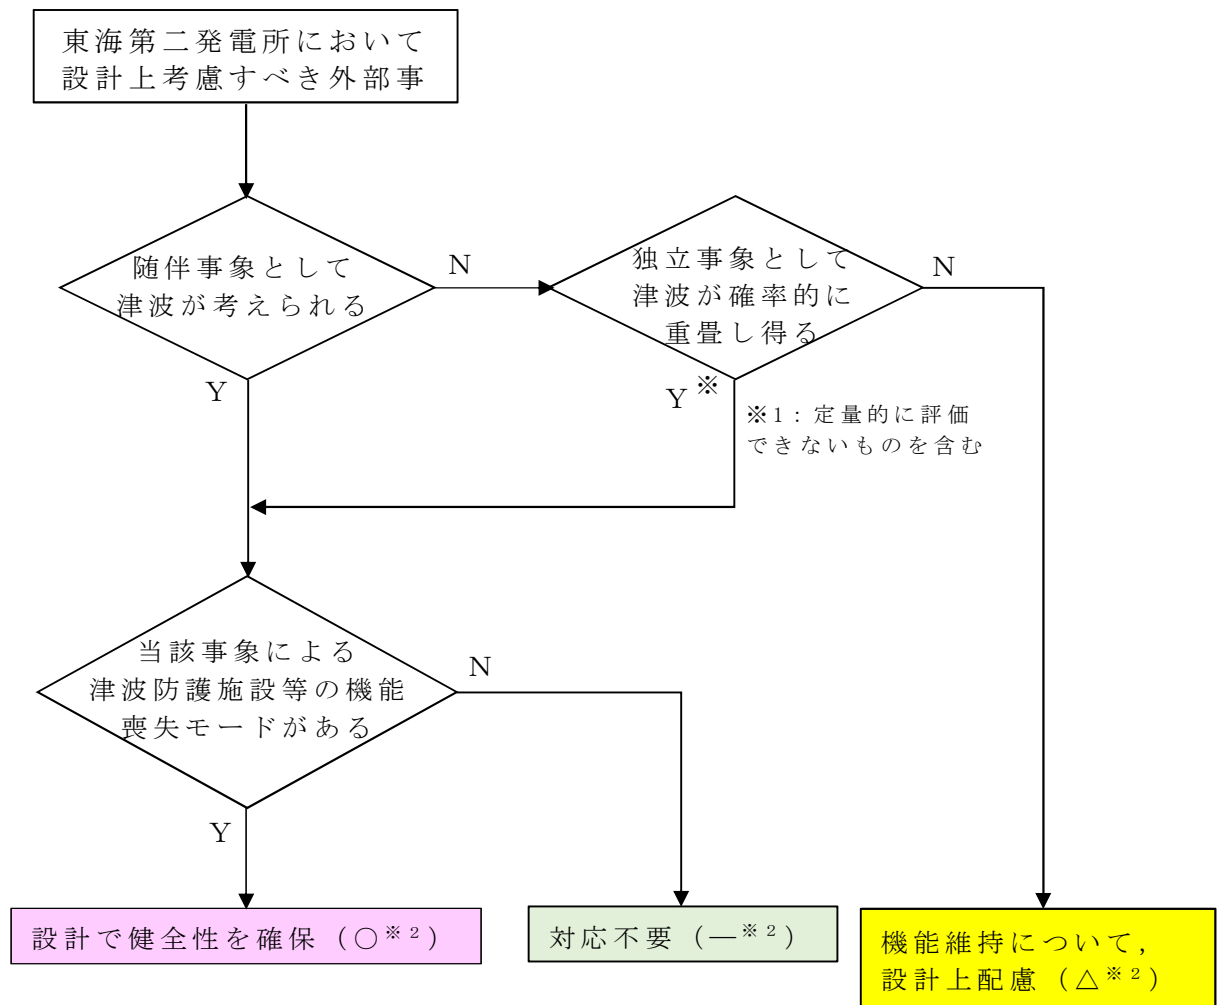 東海第二発電所において
設計上考慮すべき外部事
随伴事象として
津波が考えられる
N
独立事象として
津波が確率的に
重畳し得る
N
Y
Y※
※1：定量的に評価
できないものを含む
当該事象による
津波防護施設等の機能
喪失モードがある
N
Y
設計で健全性を確保（○※２）
対応不要（―※２）
機能維持について，
設計上配慮（△※２）